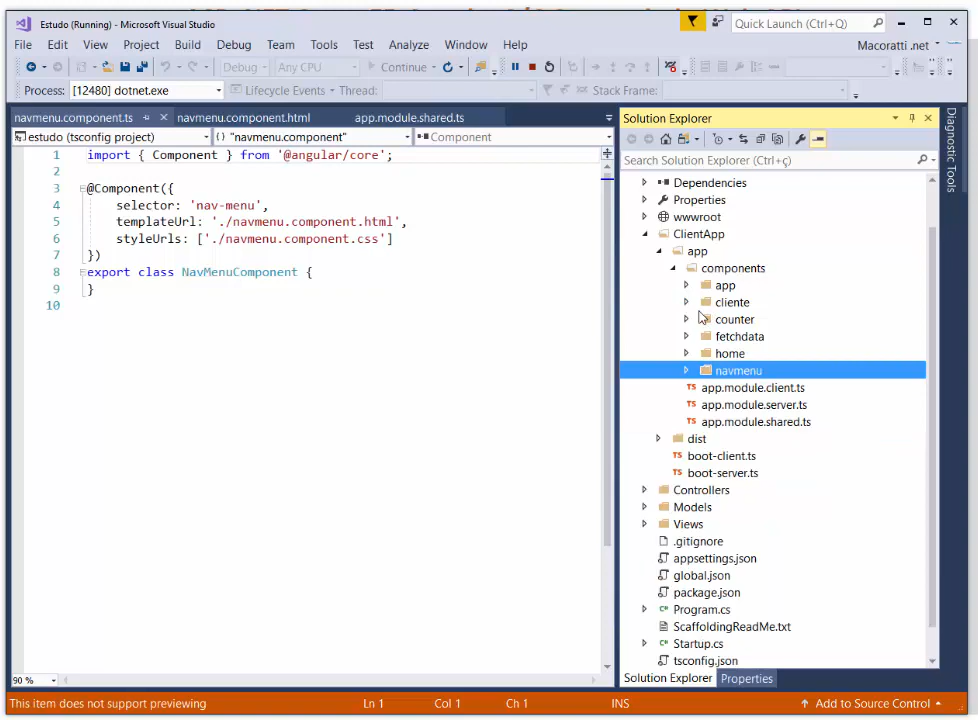 Estudo (Running) - Microsoft Visual Studio
Quick Launch (Ctrl+Q)
File Edit View Project Build Debug Team Tools Test Analyze Window Help
Macoratti .net
Debug Any CPU Continue
Process: [12480] dotnet.exe Lifecycle Events Thread: Stack Frame:
navmenu.component.ts navmenu.component.html app.module.shared.ts
estudo (tsconfig project) "navmenu.component" Component
1 import { Component } from '@angular/core';
2
3 @Component({
4 selector: 'nav-menu',
5 templateUrl: './navmenu.component.html',
6 styleUrls: ['./navmenu.component.css']
7 })
8 export class NavMenuComponent {
9 }
10
90 %
Solution Explorer
Search Solution Explorer (Ctrl+ç)
Dependencies
Properties
wwwroot
ClientApp
app
components
app
cliente
counter
fetchdata
home
navmenu
TS app.module.client.ts
TS app.module.server.ts
TS app.module.shared.ts
dist
TS boot-client.ts
TS boot-server.ts
Controllers
Models
Views
.gitignore
appsettings.json
global.json
package.json
C# Program.cs
ScaffoldingReadMe.txt
C# Startup.cs
tsconfig.json
Solution Explorer Properties
Diagnostic Tools
This item does not support previewing Ln 1 Col 1 Ch 1 INS Add to Source Control